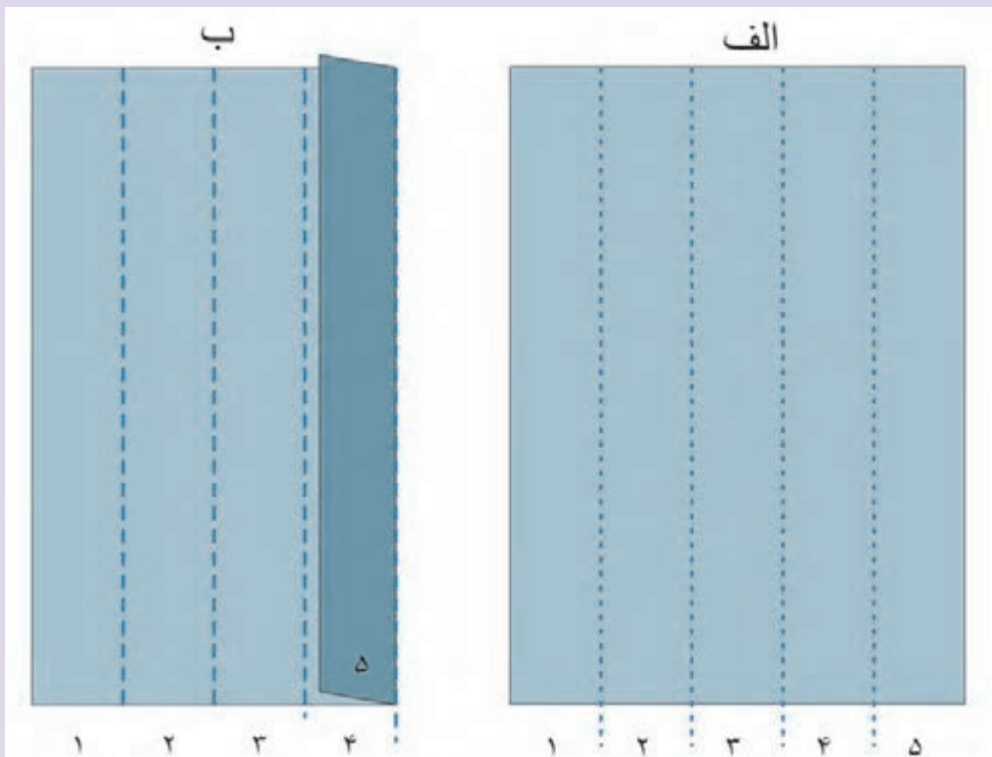 الف
ب
۵
۱ ۲ ۳ ۴ ۵
۱ ۲ ۳ ۴